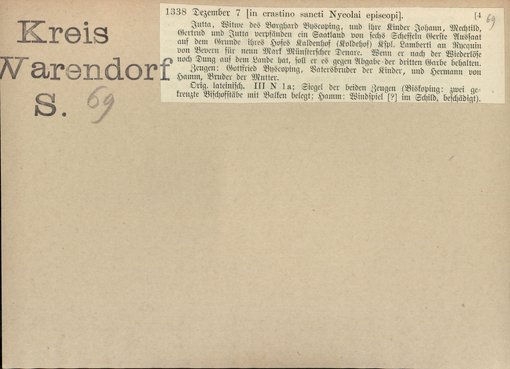 Kreis
Warendorf
S. 69
1338 Dezember 7 [in crastino sancti Nycolai episcopi]. [4
69
Jutta, Witwe des Borghard Byscoping, und ihre Kinder Johann, Mechtild,
Gertrud und Jutta verpfänden ein Saatland von sechs Scheffeln Gerste Aussaat
auf dem Grunde ihres Hofes Kaldenhof (Koldehof) Kspl. Lamberti an Rycquin
von Bevern für neun Mark Münsterscher Denare. Wenn er nach der Wiederlöse
noch Dung auf dem Lande hat, soll er es gegen Abgabe der dritten Garbe behalten.
Zeugen: Gottfried Byscoping, Vatersbruder der Kinder, und Hermann von
Hamm, Bruder der Mutter.
Orig. lateinisch. III N 1a; Siegel der beiden Zeugen (Biskoping: zwei ge-
kreuzte Bischofstäbe mit Balken belegt; Hamm: Windspiel [?] im Schild, beschädigt).